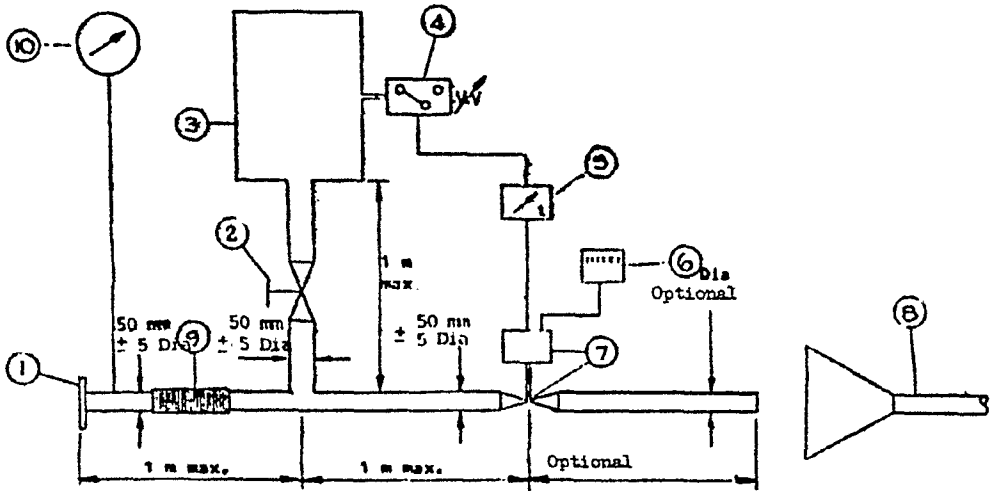 10
4
3
5
2
1 m
max.
6
Dia
Optional
50 mm
± 5 Dia
9
50 mm
± 5 Dia
± 50 mm
5 Dia
7
8
1
1 m max.
1 m max.
Optional